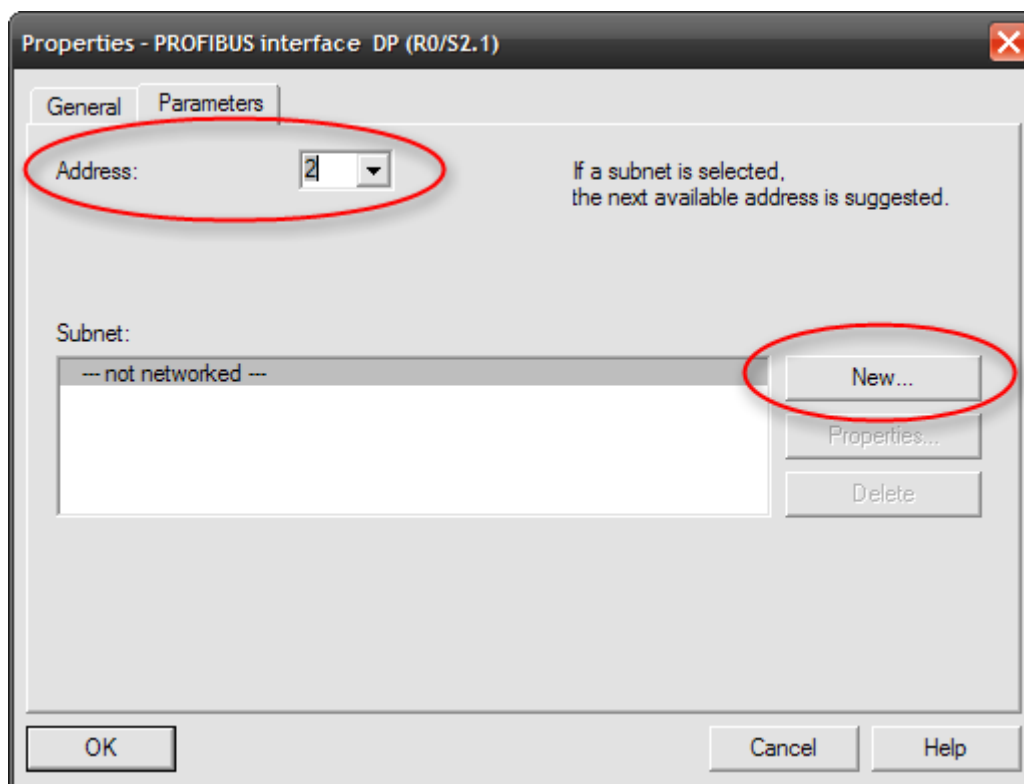 Properties - PROFIBUS interface DP (R0/S2.1)
General
Parameters
Address:
2
If a subnet is selected,
the next available address is suggested.
Subnet:
--- not networked ---
New...
Properties...
Delete
OK
Cancel
Help